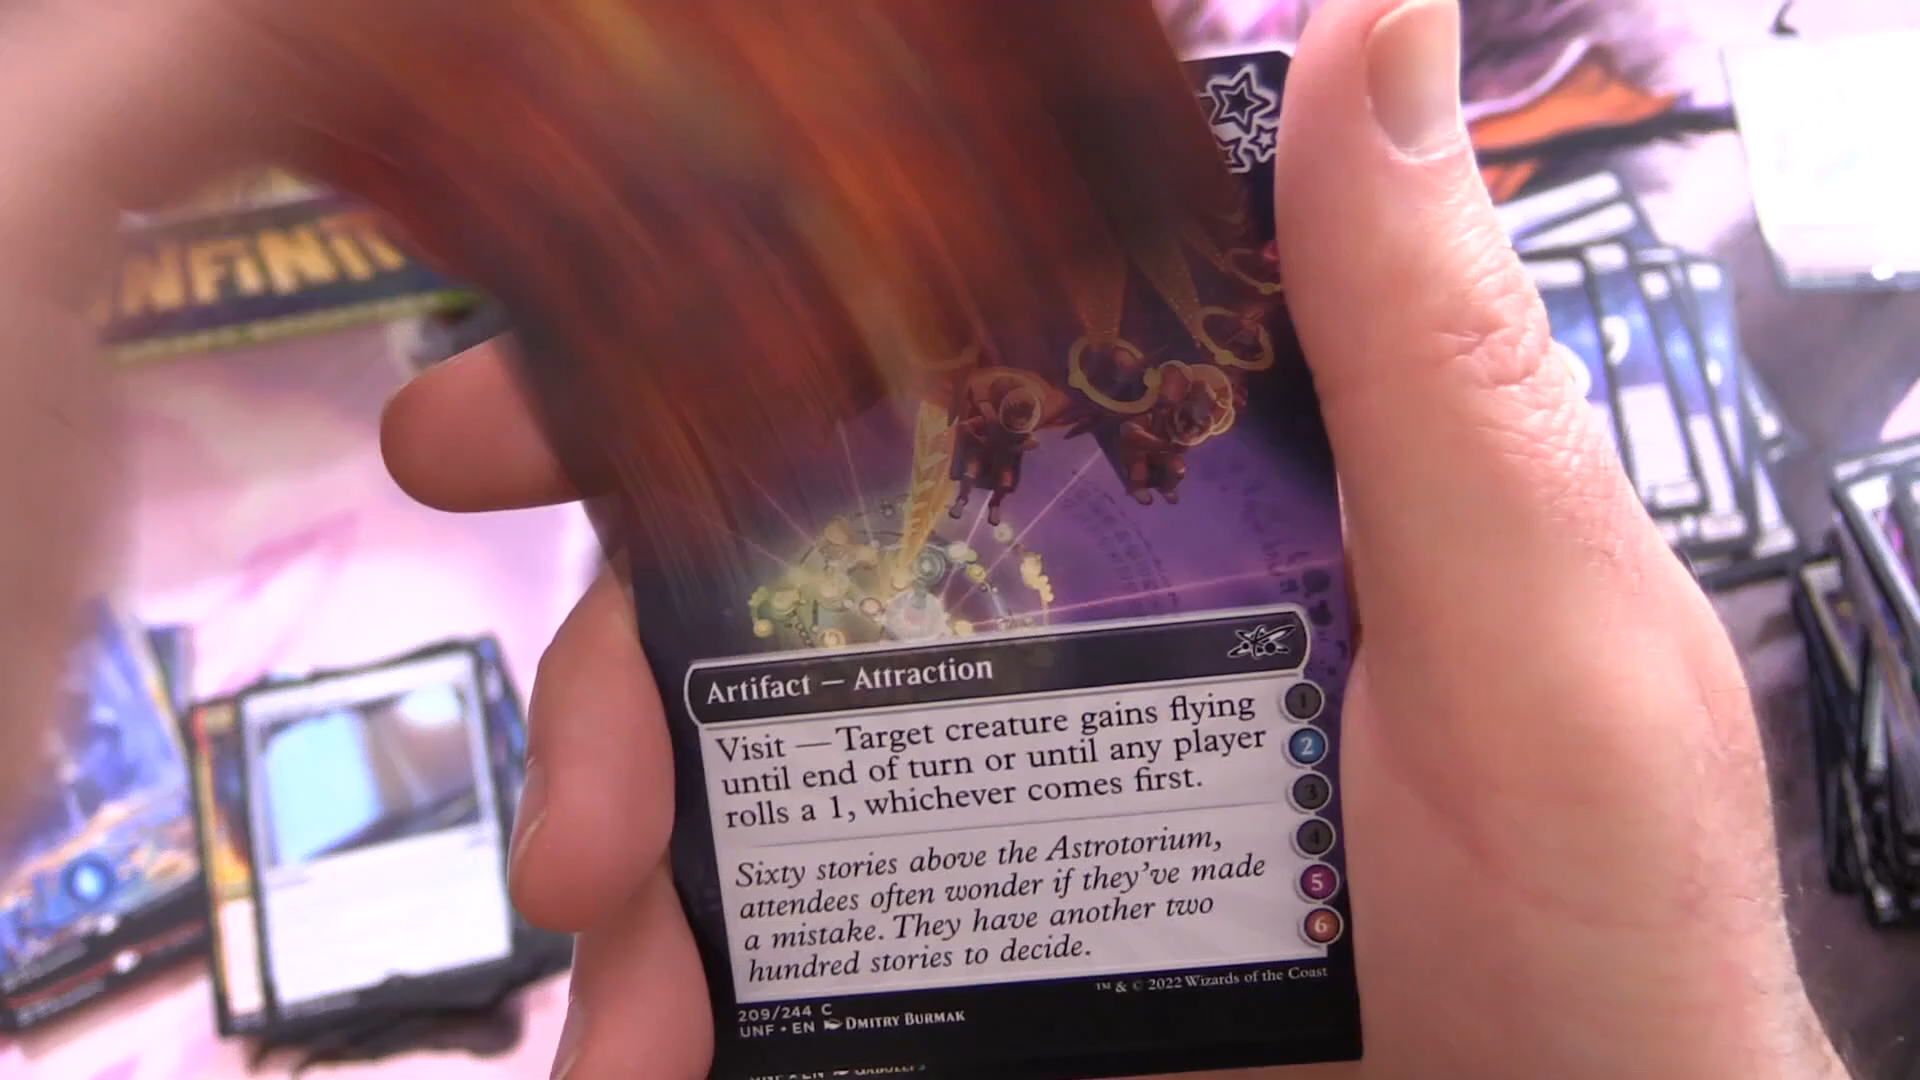 NFINI
Artifact — Attraction
Visit — Target creature gains flying
until end of turn or until any player
rolls a 1, whichever comes first.
Sixty stories above the Astrotorium,
attendees often wonder if they've made
a mistake. They have another two
hundred stories to decide.
1
2
3
4
5
6
™ & © 2022 Wizards of the Coast
209/244 C
UNF • EN DMITRY BURMAK